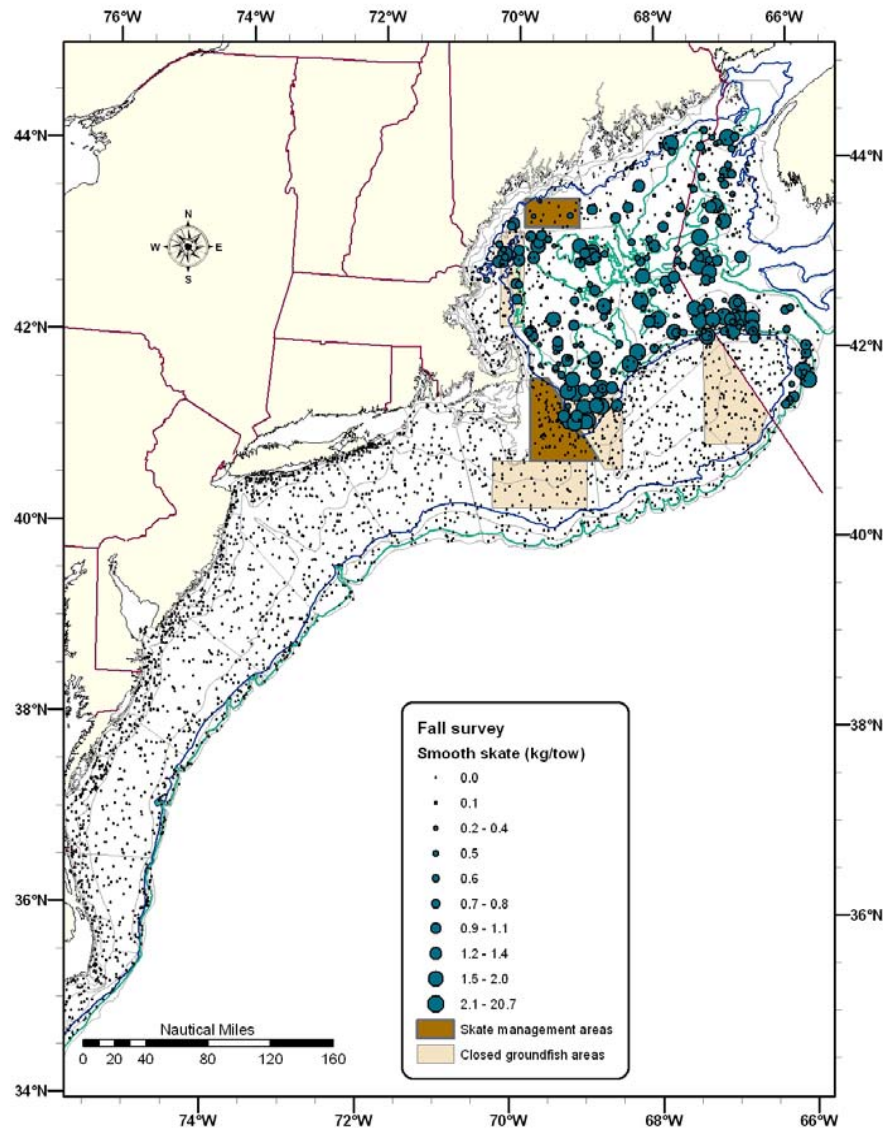 76°W 74°W 72°W 70°W 68°W 66°W
44°N 44°N
N
W E
S
42°N 42°N
40°N 40°N
38°N 38°N
Fall survey
Smooth skate (kg/tow)
0.0
0.1
0.2 - 0.4
0.5
0.6
0.7 - 0.8
0.9 - 1.1
1.2 - 1.4
1.5 - 2.0
2.1 - 20.7
Skate management areas
Closed groundfish areas
36°N 36°N
Nautical Miles
0 10 20 40 80 120 160
34°N 34°N
74°W 72°W 70°W 68°W 66°W